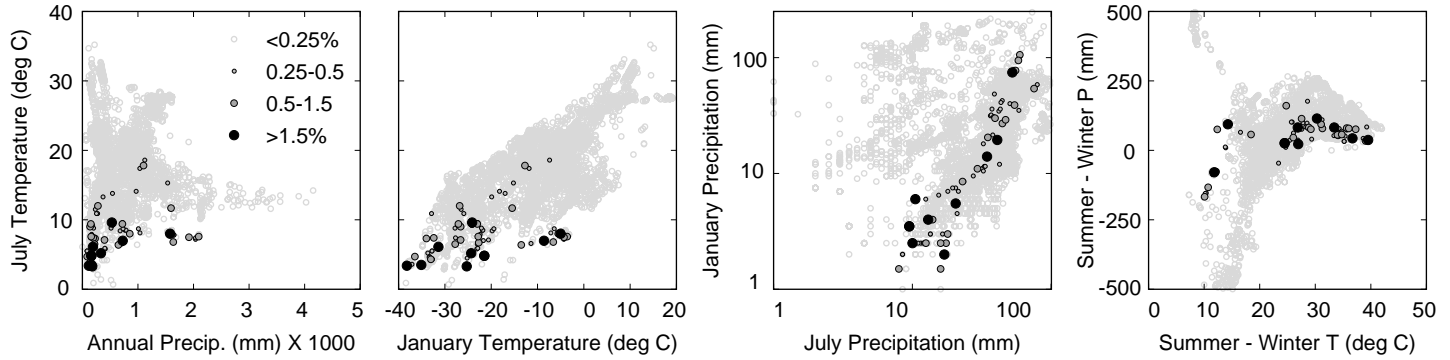 July Temperature (deg C)
40
30
20
10
0
0 1 2 3 4 5
Annual Precip. (mm) X 1000
<0.25%
0.25-0.5
0.5-1.5
>1.5%
-40 -30 -20 -10 0 10 20
January Temperature (deg C)
January Precipitation (mm)
100
10
1
1 10 100
July Precipitation (mm)
Summer - Winter P (mm)
500
250
0
-250
-500
0 10 20 30 40 50
Summer - Winter T (deg C)